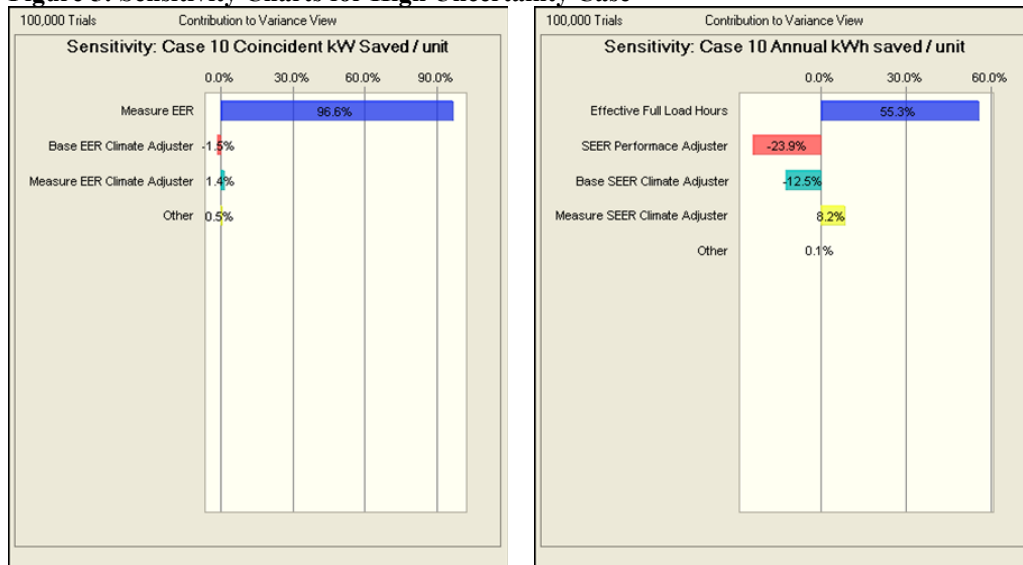 Figure 3. Sensitivity Charts for High Uncertainty Case
100,000 Trials Contribution to Variance View
Sensitivity: Case 10 Coincident kW Saved / unit
0.0% 30.0% 60.0% 90.0%
Measure EER 96.6%
Base EER Climate Adjuster -1.5%
Measure EER Climate Adjuster 1.4%
Other 0.5%
100,000 Trials Contribution to Variance View
Sensitivity: Case 10 Annual kWh saved / unit
0.0% 30.0% 60.0%
Effective Full Load Hours 55.3%
SEER Performace Adjuster -23.9%
Base SEER Climate Adjuster -12.5%
Measure SEER Climate Adjuster 8.2%
Other 0.1%